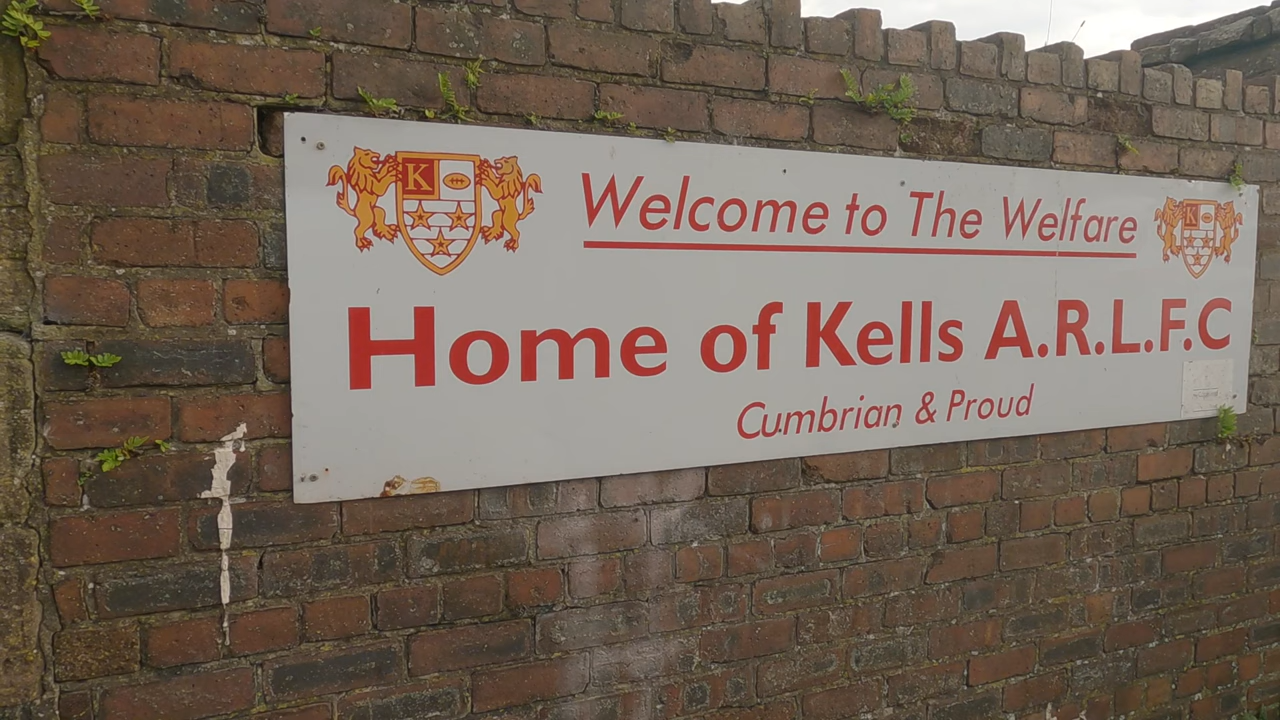 K
Welcome to The Welfare
K
Home of Kells A.R.L.F.C
Cumbrian & Proud